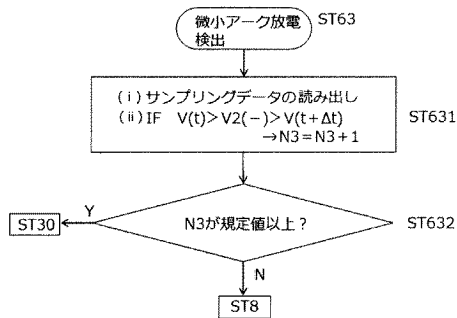 微小アーク放電
検出
ST63
(i)サンプリングデータの読み出し
(ii)IF V(t)>V2(-)>V(t+Δt)
→N3=N3+1
ST631
N3が規定値以上?
ST632
Y
ST30
N
ST8